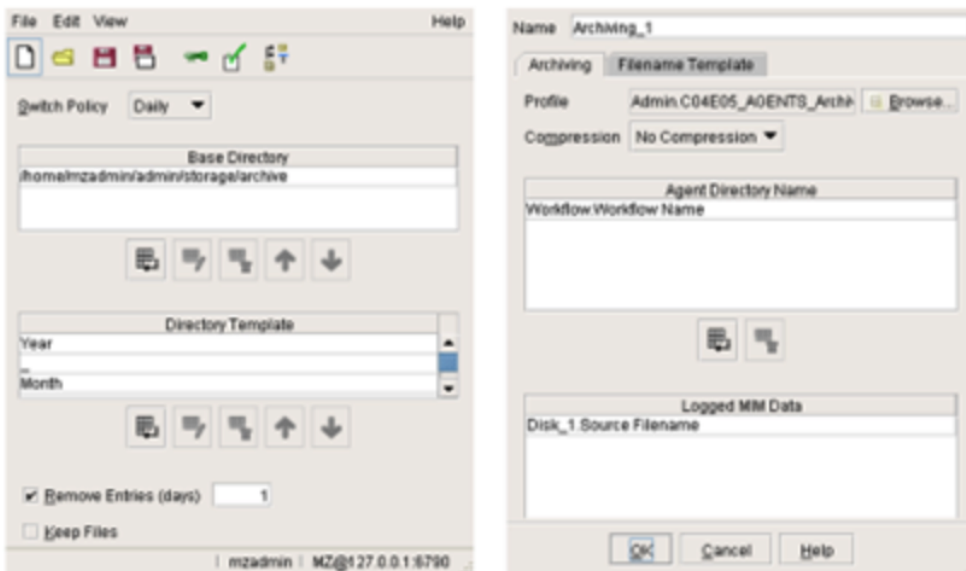 File Edit View Help
Switch Policy Daily
Base Directory
/home/mzadmin/admin/storage/archive
Directory Template
Year
_
Month
Remove Entries (days) 1
Keep Files
mzadmin MZ@127.0.0.1:6790
Name Archiving_1
Archiving Filename Template
Profile Admin.C04E05_AGENTS_Archi Browse...
Compression No Compression
Agent Directory Name
Workflow.Workflow Name
Logged MIM Data
Disk_1.Source Filename
OK Cancel Help